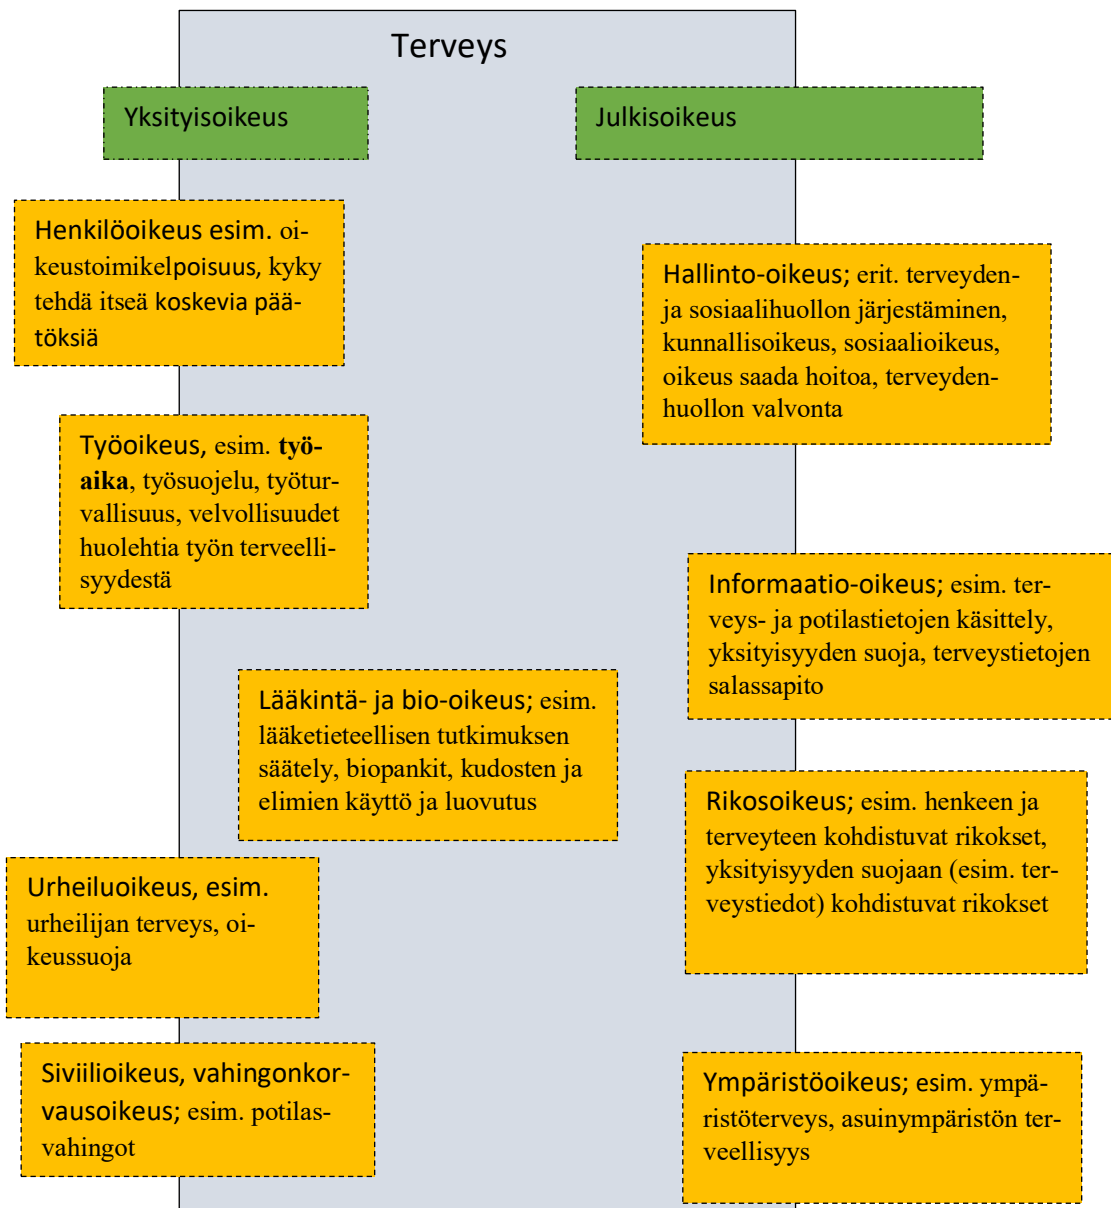 Terveys
Yksityisoikeus
Julkisoikeus
Henkilöoikeus esim. oi-
keustoimikelpoisuus, kyky
tehdä itseä koskevia pää-
töksiä
Hallinto-oikeus; erit. terveyden-
ja sosiaalihuollon järjestäminen,
kunnallisoikeus, sosiaalioikeus,
oikeus saada hoitoa, terveyden-
huollon valvonta
Työoikeus, esim. työ-
aika, työsuojelu, työtur-
vallisuus, velvollisuudet
huolehtia työn terveelli-
syydestä
Informaatio-oikeus; esim. ter-
veys- ja potilastietojen käsittely,
yksityisyyden suoja, terveystietojen
salassapito
Lääkintä- ja bio-oikeus; esim.
lääketieteellisen tutkimuksen
säätely, biopankit, kudosten ja
elimien käyttö ja luovutus
Rikosoikeus; esim. henkeen ja
terveyteen kohdistuvat rikokset,
yksityisyyden suojaan (esim. ter-
veystiedot) kohdistuvat rikokset
Urheiluoikeus, esim.
urheilijan terveys, oi-
keussuoja
Siviilioikeus, vahingonkor-
vausoikeus; esim. potilas-
vahingot
Ympäristöoikeus; esim. ympä-
ristöterveys, asuinympäristön ter-
veellisyys